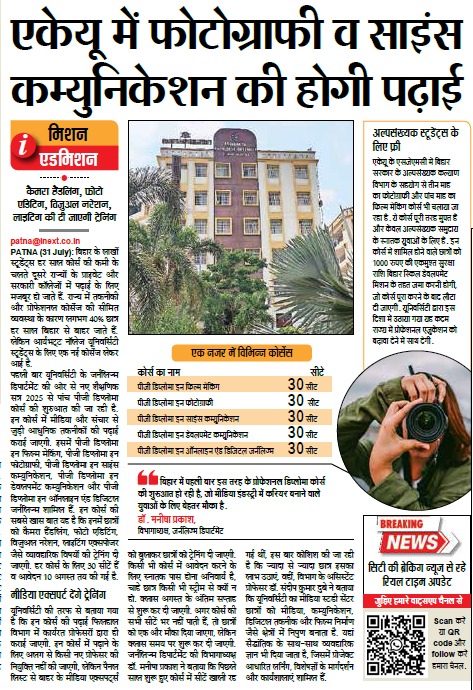 एकेयू में फोटोग्राफी व साइंस
कम्युनिकेशन की होगी पढ़ाई
i
मिशन
एडमिशन
कैमरा हैंडलिंग, फोटो
एडिटिंग, विजुअल नरेशन,
लाइटिंग की दी जाएगी ट्रेनिंग
patna@inext.co.in
PATNA (31 July): बिहार के लाखों
स्टूडेंट्स हर साल कोर्स की कमी के
चलते दूसरे राज्यों के प्राइवेट और
सरकारी कॉलेजों में पढ़ाई के लिए
मजबूर हो जाते हैं. राज्य में तकनीकी
और प्रोफेशनल कोर्सेज की सीमित
व्यवस्था के कारण लगभग 40% छात्र
हर साल बिहार से बाहर जाते हैं.
लेकिन आर्यभट्ट नॉलेज यूनिवर्सिटी
स्टूडेंट्स के लिए एक नई कोर्सेज लेकर
आई है.
पहली बार यूनिवर्सिटी के जर्नलिज्म
डिपार्टमेंट की ओर से नए शैक्षणिक
सत्र 2025 से पांच पीजी डिप्लोमा
कोर्स की शुरुआत की जा रही है.
इन कोर्स में मीडिया और संचार से
जुड़ी आधुनिक तकनीकों की पढ़ाई
कराई जाएगी. इसमें पीजी डिप्लोमा
इन फिल्म मेकिंग, पीजी डिप्लोमा इन
फोटोग्राफी, पीजी डिप्लोमा इन साइंस
कम्युनिकेशन, पीजी डिप्लोमा इन
डेवलपमेंट कम्युनिकेशन और पीजी
डिप्लोमा इन ऑनलाइन एंड डिजिटल
जर्नलिज्म शामिल हैं. इन कोर्स की
सबसे खास बात यह है कि इनमें छात्रों
को कैमरा हैंडलिंग, फोटो एडिटिंग,
विजुअल नरेशन, लाइटिंग एक्सपोजर
जैसे व्यावहारिक विषयों की ट्रेनिंग दी
जाएगी. हर कोर्स के लिए 30 सीटें हैं
व आवेदन 10 अगस्त तय की गई है.
मीडिया एक्सपर्ट देंगे ट्रेनिंग
यूनिवर्सिटी की तरफ से बताया गया
है कि इन कोर्स की पढ़ाई फिलहाल
विभाग में कार्यरत प्रोफेसरों द्वारा ही
कराई जाएगी. इन कोर्स में पढ़ाने के
लिए अलग से किसी नए प्रोफेसर की
नियुक्ति नहीं की जाएगी, लेकिन पैनल
लिस्ट से बाहर के मीडिया एक्सपर्ट्स
एक नजर में विभिन्न कोर्सेस
कोर्स का नाम सीटें
पीजी डिप्लोमा इन फिल्म मेकिंग 30 सीट
पीजी डिप्लोमा इन फोटोग्राफी 30 सीट
पीजी डिप्लोमा इन साइंस कम्युनिकेशन 30 सीट
पीजी डिप्लोमा इन डेवलपमेंट कम्युनिकेशन 30 सीट
पीजी डिप्लोमा इन ऑनलाइन एंड डिजिटल जर्नलिज्म 30 सीट
बिहार में पहली बार इस तरह के प्रोफेशनल डिप्लोमा कोर्स
की शुरुआत हो रही है, जो मीडिया इंडस्ट्री में करियर बनाने वाले
युवाओं के लिए बेहतर मौका है.
डॉ. मनीषा प्रकाश,
विभागाध्यक्ष, जर्नलिज्म डिपार्टमेंट
को बुलाकर छात्रों को ट्रेनिंग दी जाएगी.
किसी भी कोर्स में आवेदन करने के
लिए स्नातक पास होना अनिवार्य है,
चाहे छात्र किसी भी स्ट्रीम से क्यों न
हो. क्लास अगस्त के अंतिम सप्ताह
से शुरू कर दी जाएगी. अगर कोर्स की
सभी सीटें भर नहीं पाती हैं, तो छात्रों
को एक और मौका दिया जाएगा, लेकिन
क्लास समय पर शुरू कर दी जाएगी.
जर्नलिज्म डिपार्टमेंट की विभागाध्यक्ष
डॉ. मनीषा प्रकाश ने बताया कि पिछले
साल शुरू हुए कोर्स में सीटें खाली रह
गई थीं, इस बार कोशिश की जा रही
है कि ज्यादा से ज्यादा छात्र इसका
लाभ उठाएं, वहीं, विभाग के असिस्टेंट
प्रोफेसर डॉ. संदीप कुमार दुबे ने बताया
कि यूनिवर्सिटी का मीडिया स्टडी सेंटर
छात्रों को मीडिया, कम्युनिकेशन,
डिजिटल तकनीक और फिल्म निर्माण
जैसे क्षेत्रों में निपुण बनाता है. यहां
सैद्धांतिक के साथ-साथ व्यवहारिक
ज्ञान भी दिया जाता है, जिसमें प्रोजेक्ट
आधारित लर्निंग, विशेषज्ञों के मार्गदर्शन
और कार्यशालाएं शामिल हैं.
अल्पसंख्यक स्टूडेंट्स के
लिए फ्री
एकेयू के एसजेएमसी में बिहार
सरकार के अल्पसंख्यक कल्याण
विभाग के सहयोग से तीन माह
का फोटोग्राफी और पांच माह का
फिल्म मेकिंग कोर्स भी चलाया जा
रहा है. ये कोर्स पूरी तरह मुफ्त है
और केवल अल्पसंख्यक समुदाय
के स्नातक युवाओं के लिए है. इन
कोर्स में शामिल होने वाले छात्रों को
1000 रुपए की एकमुश्त सुरक्षा
राशि बिहार स्किल डेवलपमेंट
मिशन के तहत जमा करनी होगी,
जो कोर्स पूरा करने के बाद लौटा
दी जाएगी. यूनिवर्सिटी द्वारा इस
दिशा में उठाया गया यह कदम
राज्य में प्रोफेशनल एजुकेशन को
बढ़ावा देने में साथ देगी.
BREAKING
NEWS
सिटी की ब्रेकिंग न्यूज से रहे
रियल टाइम अपडेट
जुड़िए हमारे वाट्सएप चैनल से
Scan करे
या QR
code और
follow करे
हमारा चैनल.